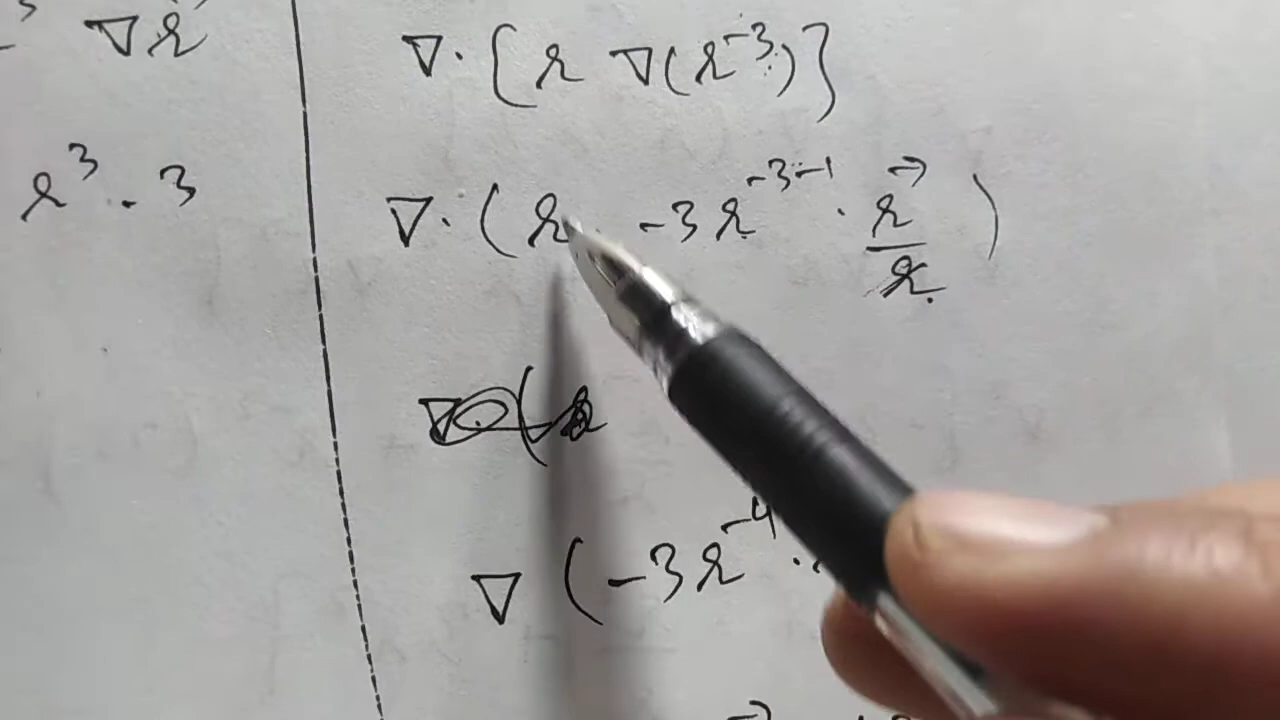 ∇r
r³ . 3
∇·{r ∇(r⁻³)}
∇·(r -3r⁻³⁻¹ · r⃗/r)
∇ (-3r⁻⁴ ·